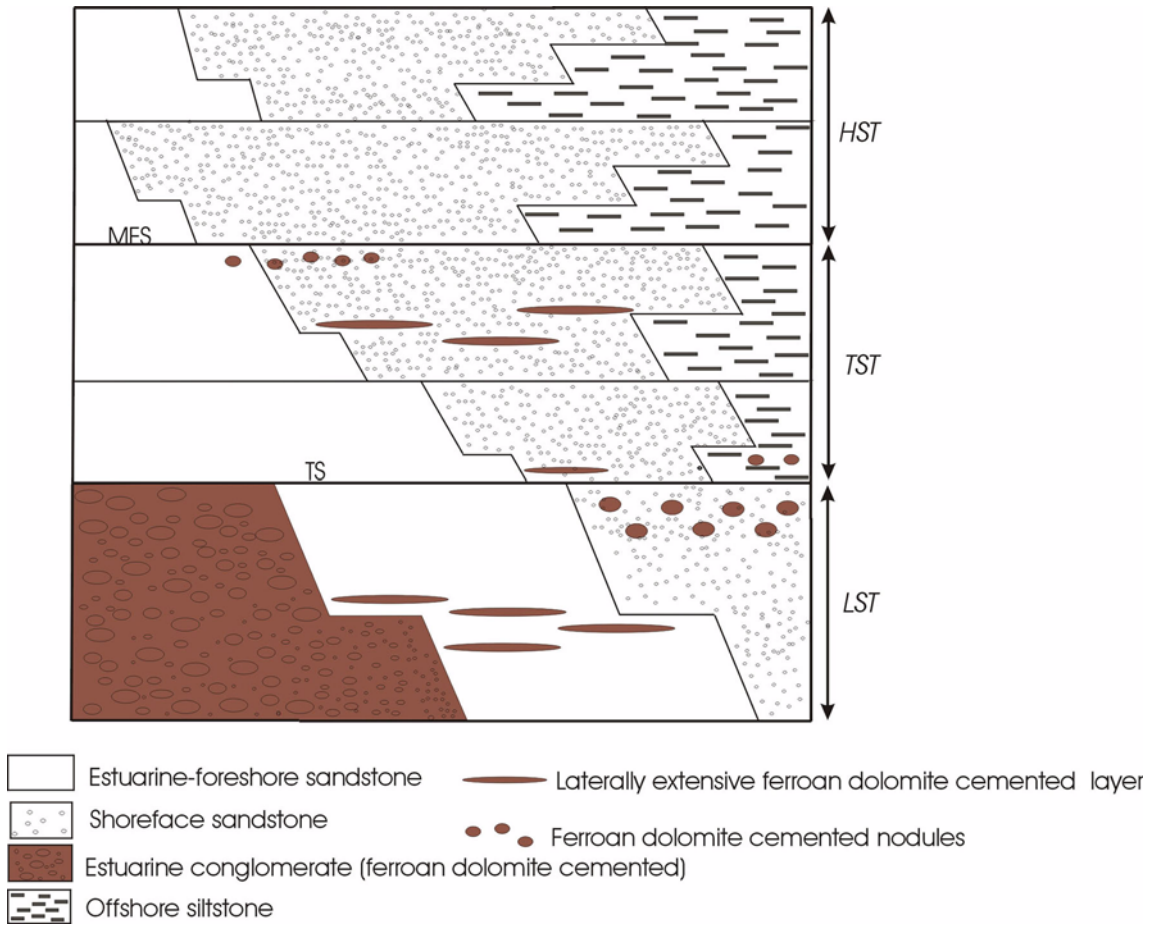 HST
MFS
TST
TS
LST
Estuarine-foreshore sandstone
Laterally extensive ferroan dolomite cemented layer
Shoreface sandstone
Ferroan dolomite cemented nodules
Estuarine conglomerate (ferroan dolomite cemented)
Offshore siltstone